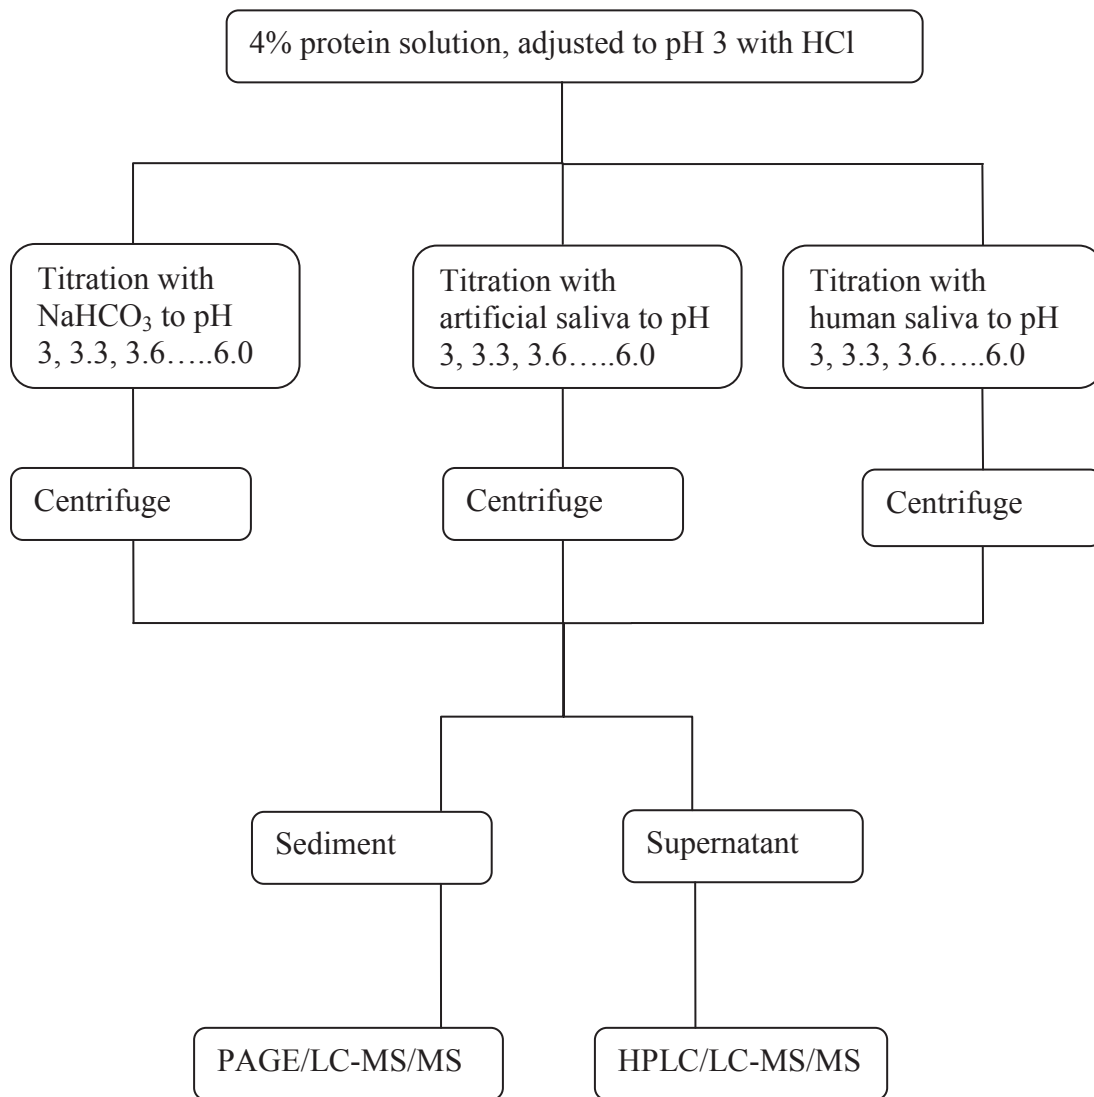 4% protein solution, adjusted to pH 3 with HCl
Titration with
NaHCO₃ to pH
3, 3.3, 3.6…..6.0
Titration with
artificial saliva to pH
3, 3.3, 3.6…..6.0
Titration with
human saliva to pH
3, 3.3, 3.6…..6.0
Centrifuge
Centrifuge
Centrifuge
Sediment
Supernatant
PAGE/LC-MS/MS
HPLC/LC-MS/MS